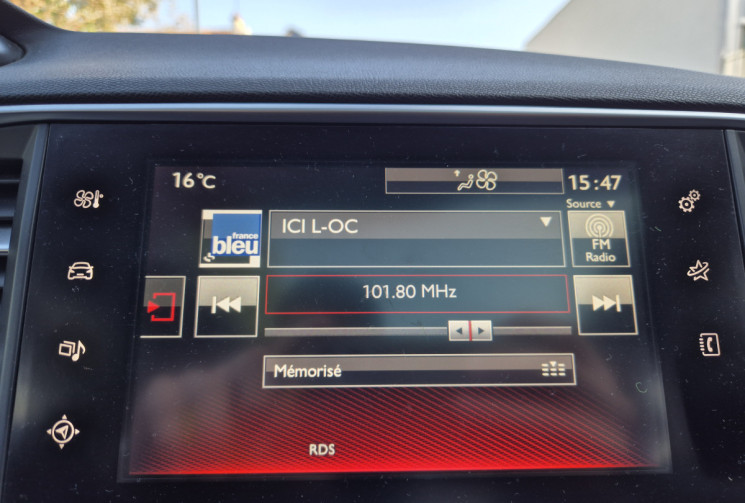 16°C
15:47
Source ▼
france
bleu
ICI L-OC
FM
Radio
101.80 MHz
Mémorisé
RDS